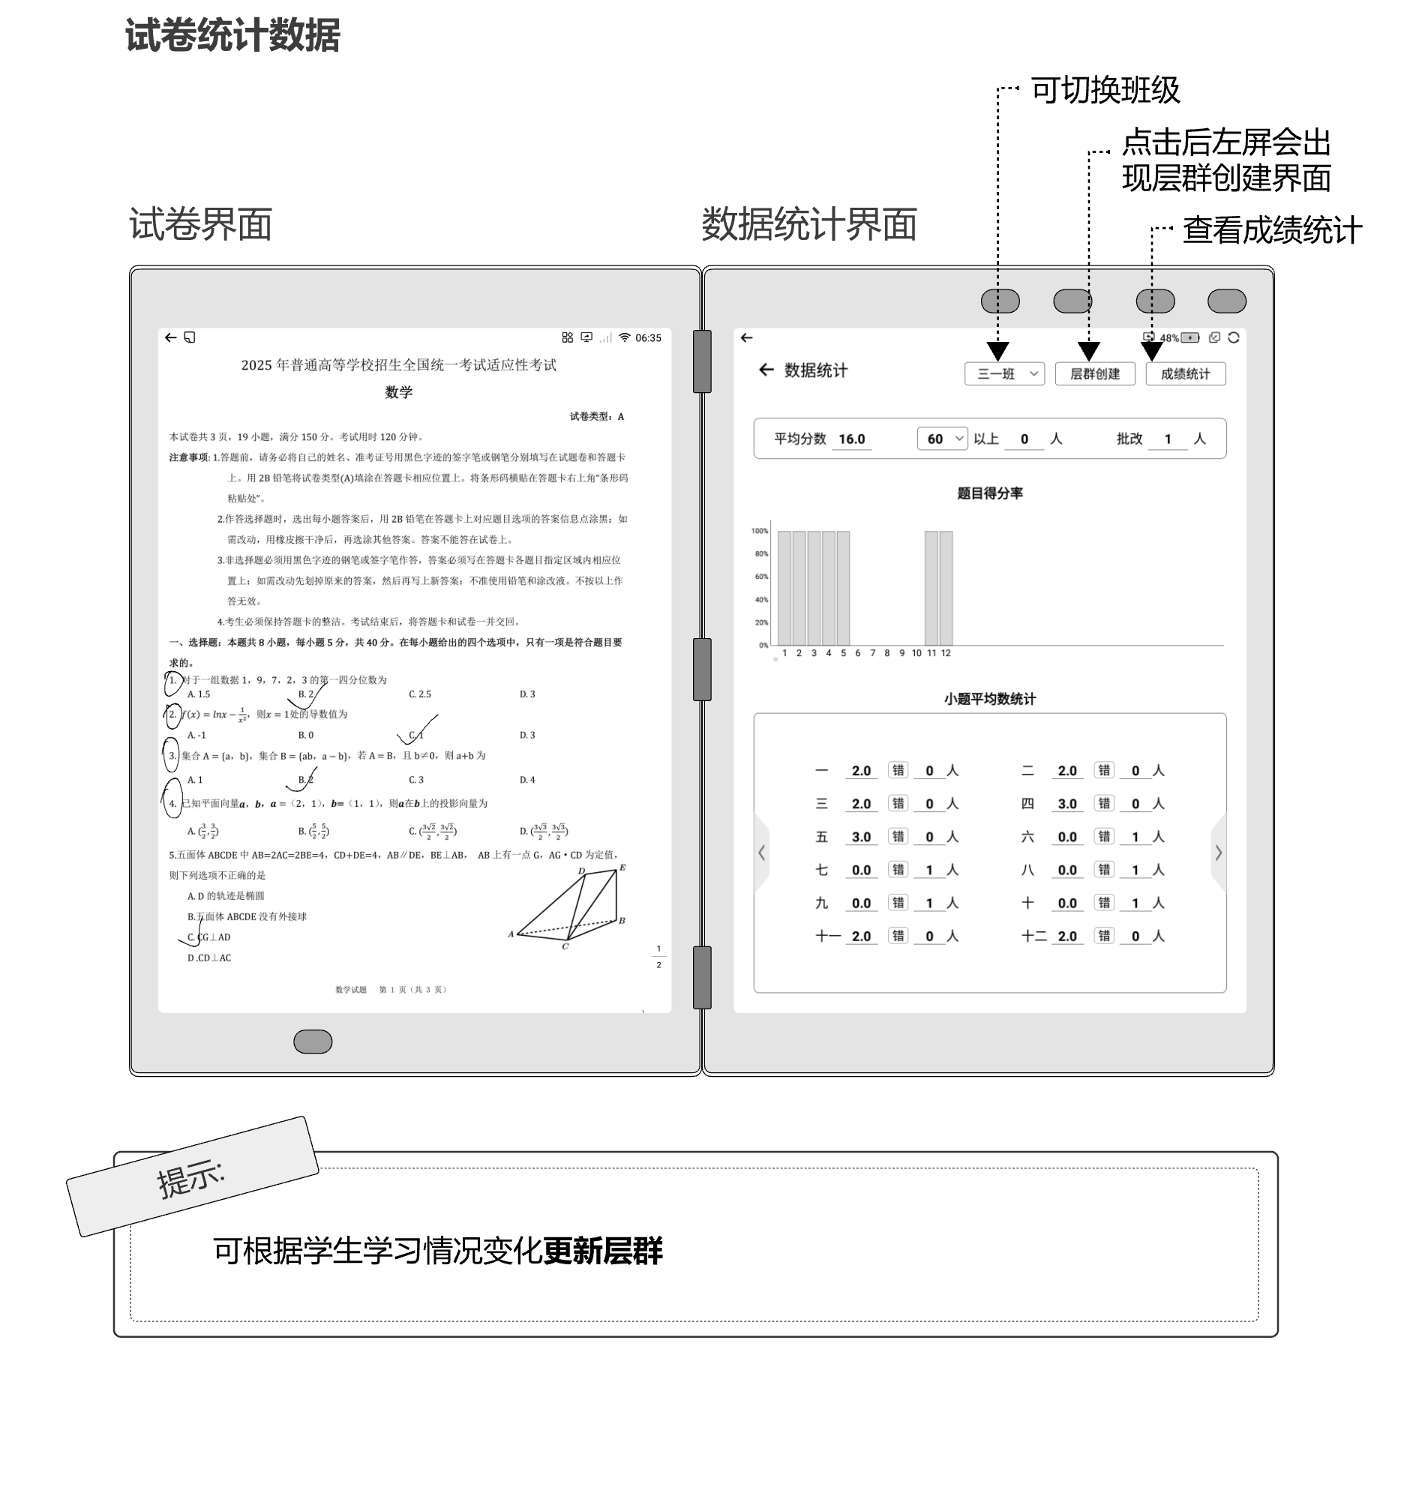 试卷统计数据
可切换班级
点击后左屏会出
现层群创建界面
查看成绩统计
试卷界面
数据统计界面
06:35
2025 年普通高等学校招生全国统一考试适应性考试
数学
试卷类型：A
本试卷共 3 页，19 小题，满分 150 分。考试用时 120 分钟。
注意事项: 1.答题前，请务必将自己的姓名、准考证号用黑色字迹的签字笔或钢笔分别填写在试题卷和答题卡
上。用 2B 铅笔将试卷类型(A)填涂在答题卡相应位置上。将条形码横贴在答题卡右上角"条形码
粘贴处"。
2.作答选择题时，选出每小题答案后，用 2B 铅笔在答题卡上对应题目选项的答案信息点涂黑；如
需改动，用橡皮擦干净后，再选涂其他答案。答案不能答在试卷上。
3.非选择题必须用黑色字迹的钢笔或签字笔作答，答案必须写在答题卡各题目指定区域内相应位
置上；如需改动先划掉原来的答案，然后再写上新答案；不准使用铅笔和涂改液。不按以上作
答无效。
4.考生必须保持答题卡的整洁。考试结束后，将答题卡和试卷一并交回。
一、选择题：本题共 8 小题，每小题 5 分，共 40 分。在每小题给出的四个选项中，只有一项是符合题目要
求的。
1. 对于一组数据 1，9，7，2，3 的第一四分位数为
A. 1.5 B. 2 C. 2.5 D. 3
2. f(x) = lnx − 1/x²，则x = 1处的导数值为
A. -1 B. 0 C. 1 D. 3
3. 集合 A = {a，b}，集合 B = {ab，a − b}，若 A = B，且 b≠0，则 a+b 为
A. 1 B. 2 C. 3 D. 4
4. 已知平面向量a，b，a =（2，1），b=（1，1），则a在b上的投影向量为
A. (3/2,3/2) B. (5/2,5/2) C. (3√2/2,3√2/2) D. (3√3/2,3√3/2)
5.五面体 ABCDE 中 AB=2AC=2BE=4，CD+DE=4，AB∥DE，BE⊥AB， AB 上有一点 G，AG·CD 为定值，
则下列选项不正确的是
A. D 的轨迹是椭圆
B.五面体 ABCDE 没有外接球
C. CG⊥AD
D .CD⊥AC
D E
A B
C
1
2
数学试题 第 1 页（共 3 页）
48%
数据统计
三一班 层群创建 成绩统计
平均分数 16.0 60 以上 0 人 批改 1 人
题目得分率
100%
80%
60%
40%
20%
0%
1 2 3 4 5 6 7 8 9 10 11 12
小题平均数统计
一 2.0 错 0 人 二 2.0 错 0 人
三 2.0 错 0 人 四 3.0 错 0 人
五 3.0 错 0 人 六 0.0 错 1 人
七 0.0 错 1 人 八 0.0 错 1 人
九 0.0 错 1 人 十 0.0 错 1 人
十一 2.0 错 0 人 十二 2.0 错 0 人
提示:
可根据学生学习情况变化更新层群